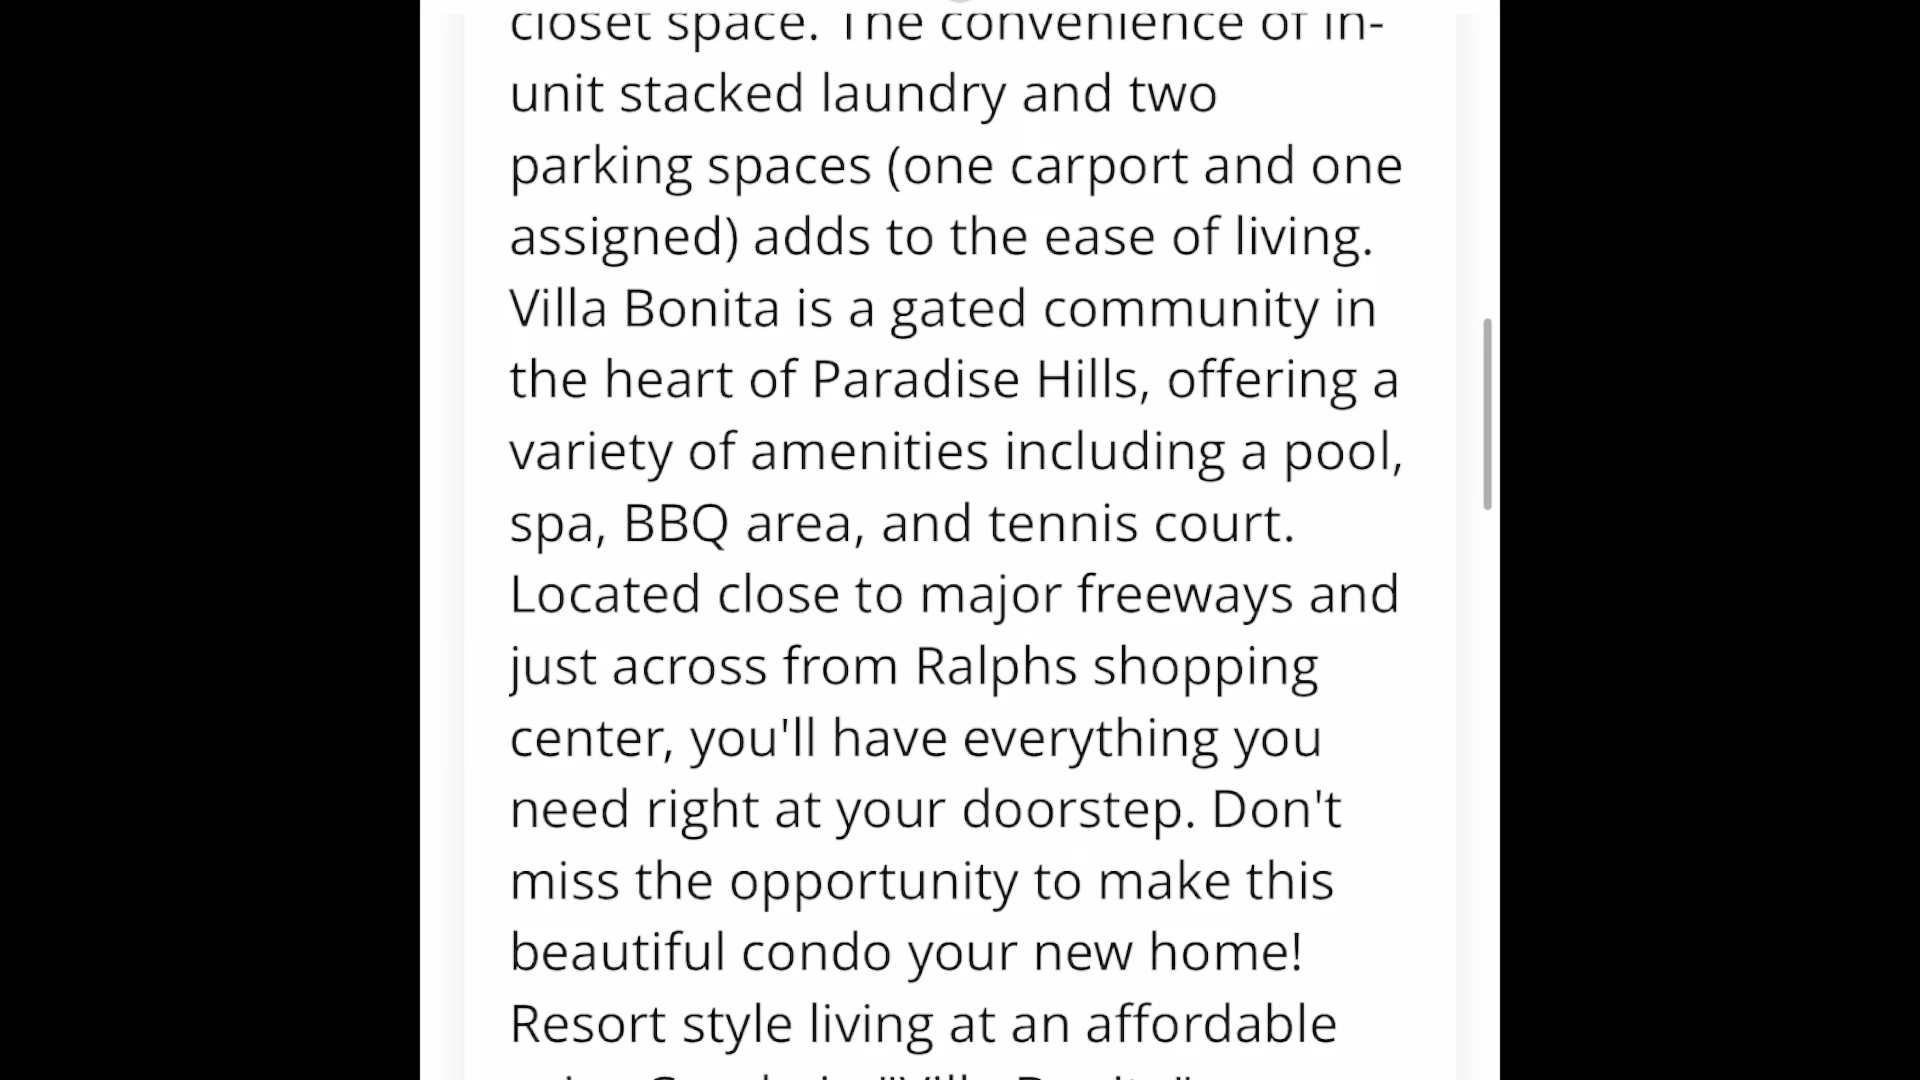 closet space. The convenience of in-
unit stacked laundry and two
parking spaces (one carport and one
assigned) adds to the ease of living.
Villa Bonita is a gated community in
the heart of Paradise Hills, offering a
variety of amenities including a pool,
spa, BBQ area, and tennis court.
Located close to major freeways and
just across from Ralphs shopping
center, you'll have everything you
need right at your doorstep. Don't
miss the opportunity to make this
beautiful condo your new home!
Resort style living at an affordable
"Villa Bonita"